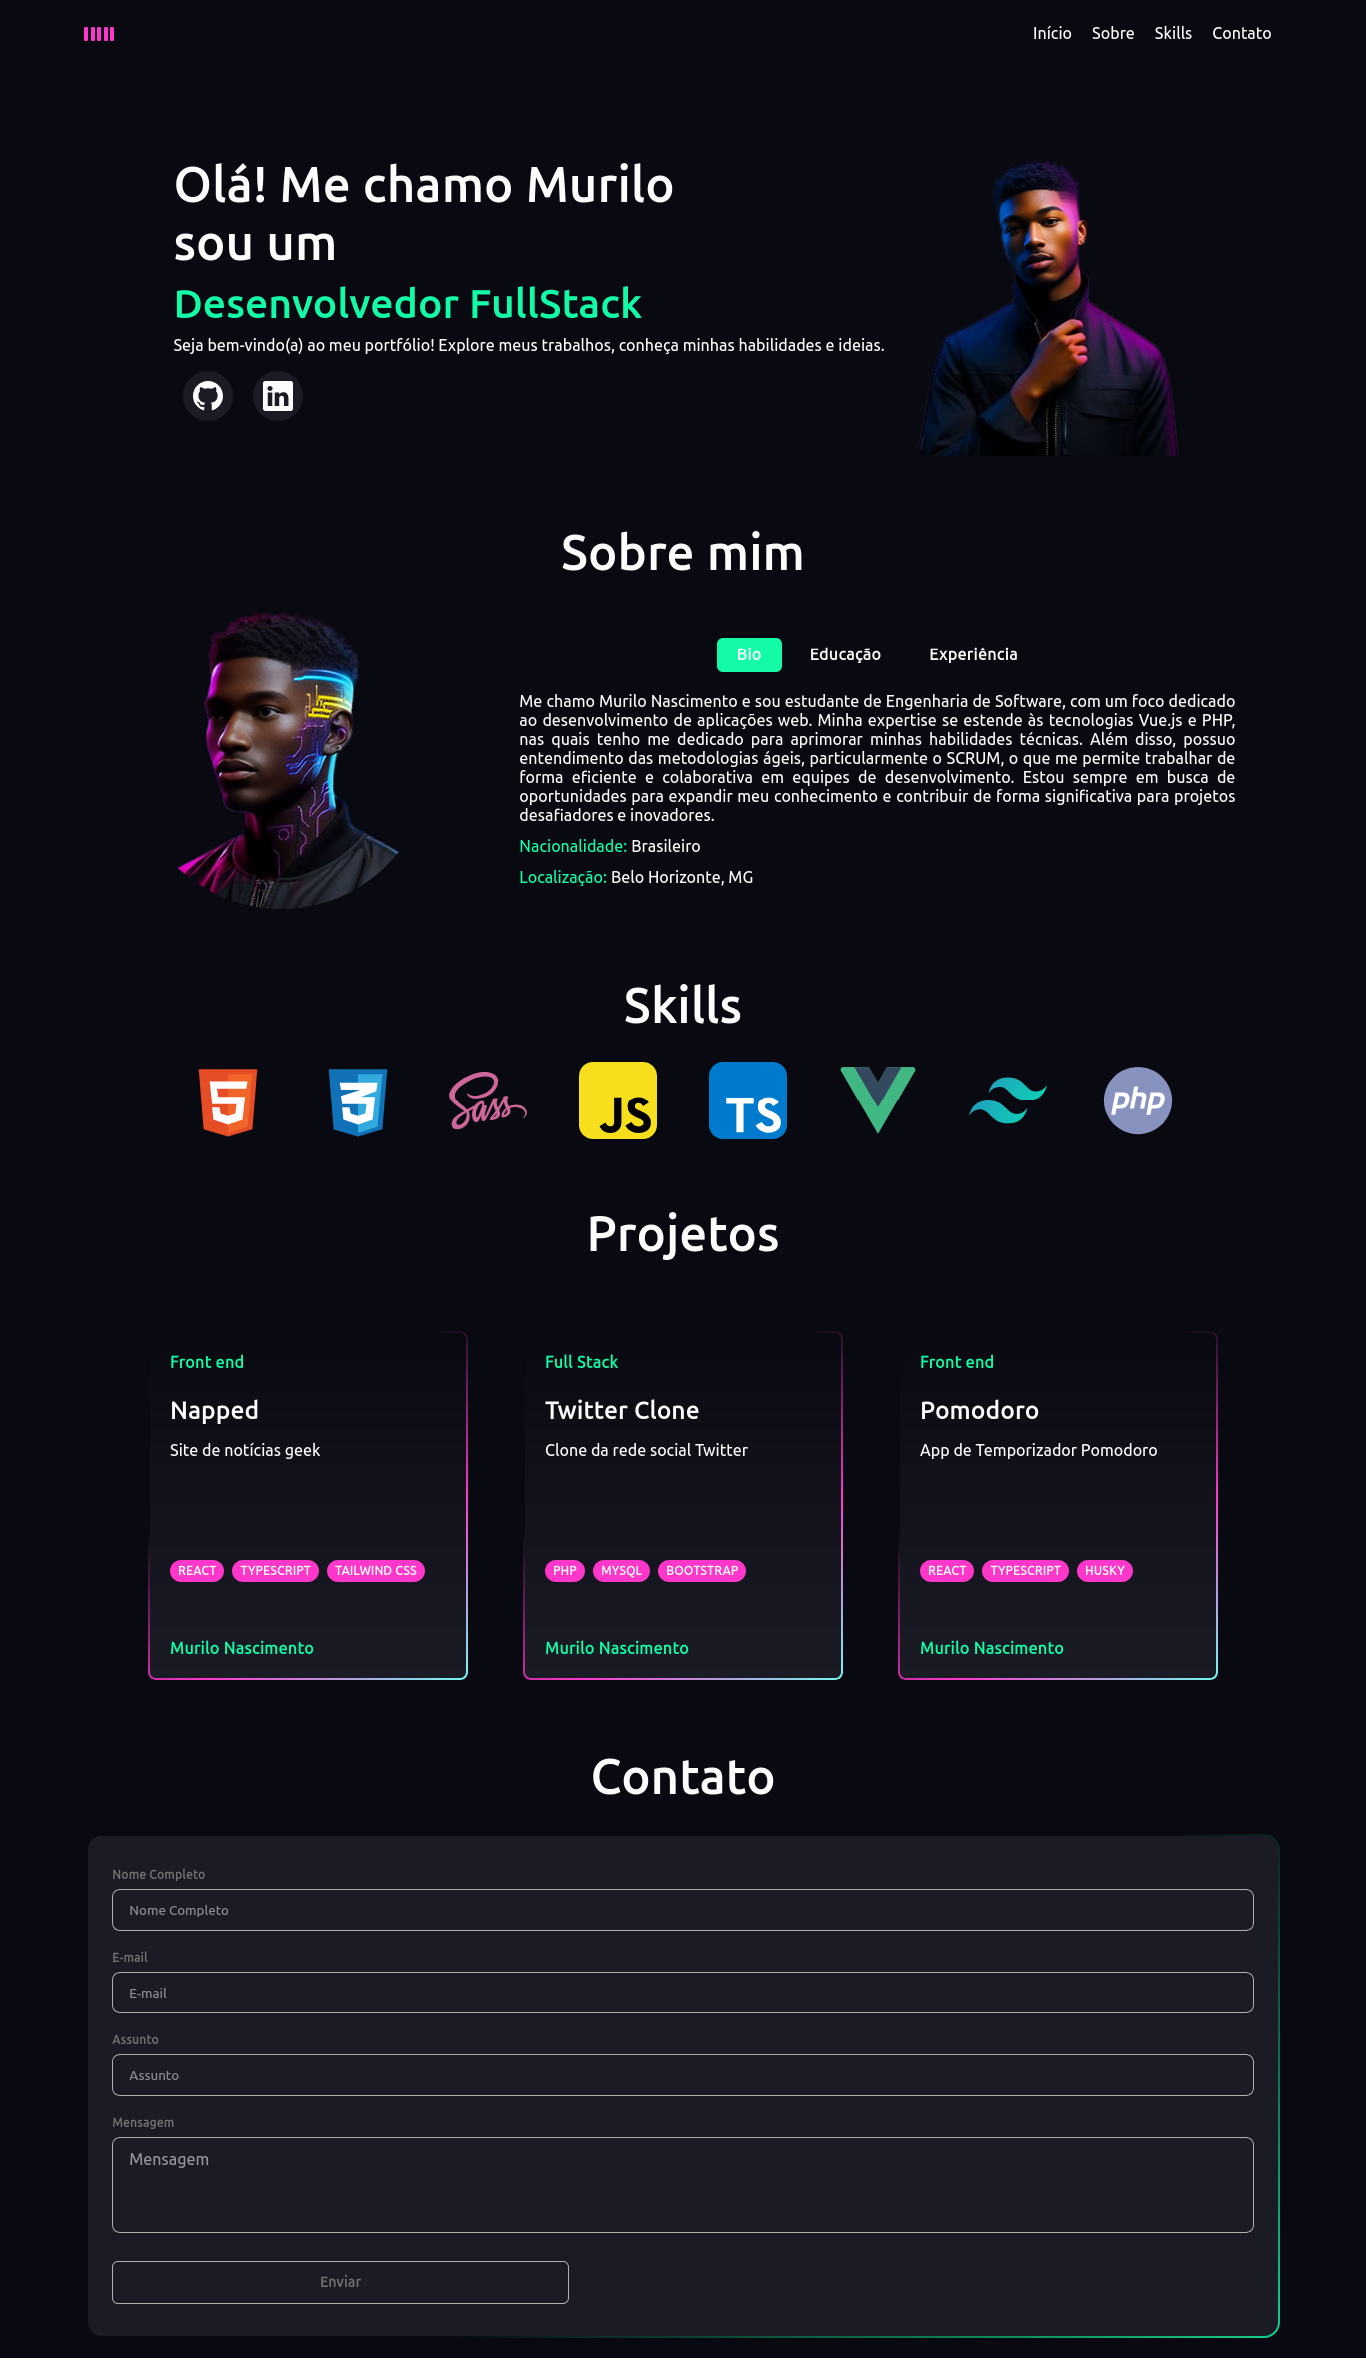 Início Sobre Skills Contato
Olá! Me chamo Murilo
sou um
Desenvolvedor FullStack
Seja bem-vindo(a) ao meu portfólio! Explore meus trabalhos, conheça minhas habilidades e ideias.
in
Sobre mim
Bio Educação Experiência
Me chamo Murilo Nascimento e sou estudante de Engenharia de Software, com um foco dedicado
ao desenvolvimento de aplicações web. Minha expertise se estende às tecnologias Vue.js e PHP,
nas quais tenho me dedicado para aprimorar minhas habilidades técnicas. Além disso, possuo
entendimento das metodologias ágeis, particularmente o SCRUM, o que me permite trabalhar de
forma eficiente e colaborativa em equipes de desenvolvimento. Estou sempre em busca de
oportunidades para expandir meu conhecimento e contribuir de forma significativa para projetos
desafiadores e inovadores.
Nacionalidade: Brasileiro
Localização: Belo Horizonte, MG
Skills
5 3 Sass JS TS php
Projetos
Front end
Napped
Site de notícias geek
REACT TYPESCRIPT TAILWIND CSS
Murilo Nascimento
Full Stack
Twitter Clone
Clone da rede social Twitter
PHP MYSQL BOOTSTRAP
Murilo Nascimento
Front end
Pomodoro
App de Temporizador Pomodoro
REACT TYPESCRIPT HUSKY
Murilo Nascimento
Contato
Nome Completo
Nome Completo
E-mail
E-mail
Assunto
Assunto
Mensagem
Mensagem
Enviar